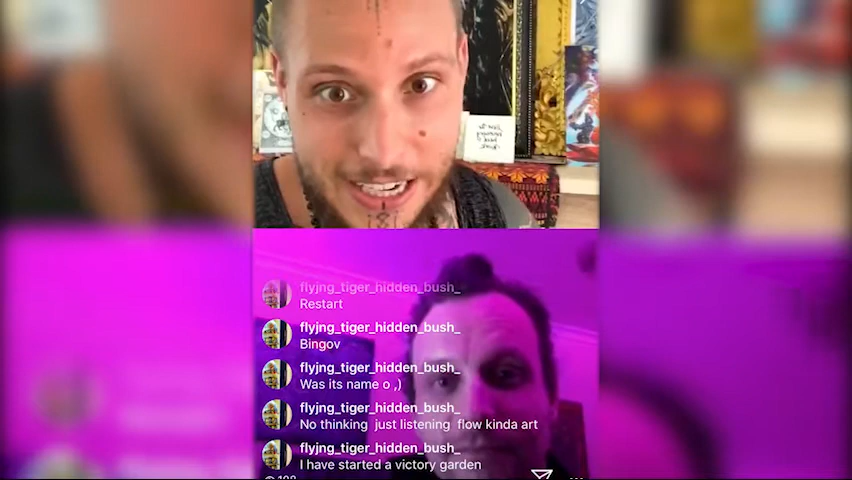 flyjng_tiger_hidden_bush_
Restart
flyjng_tiger_hidden_bush_
Bingov
flyjng_tiger_hidden_bush_
Was its name o ,)
flyjng_tiger_hidden_bush_
No thinking just listening flow kinda art
flyjng_tiger_hidden_bush_
I have started a victory garden